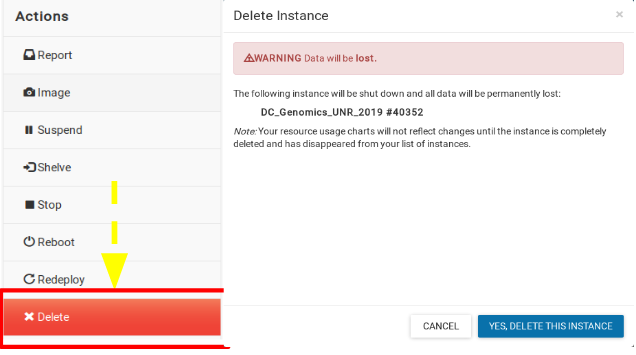 Actions
Report
Image
Suspend
Shelve
Stop
Reboot
Redeploy
Delete
Delete Instance
×
WARNING Data will be lost.
The following instance will be shut down and all data will be permanently lost:
DC_Genomics_UNR_2019 #40352
Note: Your resource usage charts will not reflect changes until the instance is completely
deleted and has disappeared from your list of instances.
CANCEL
YES, DELETE THIS INSTANCE